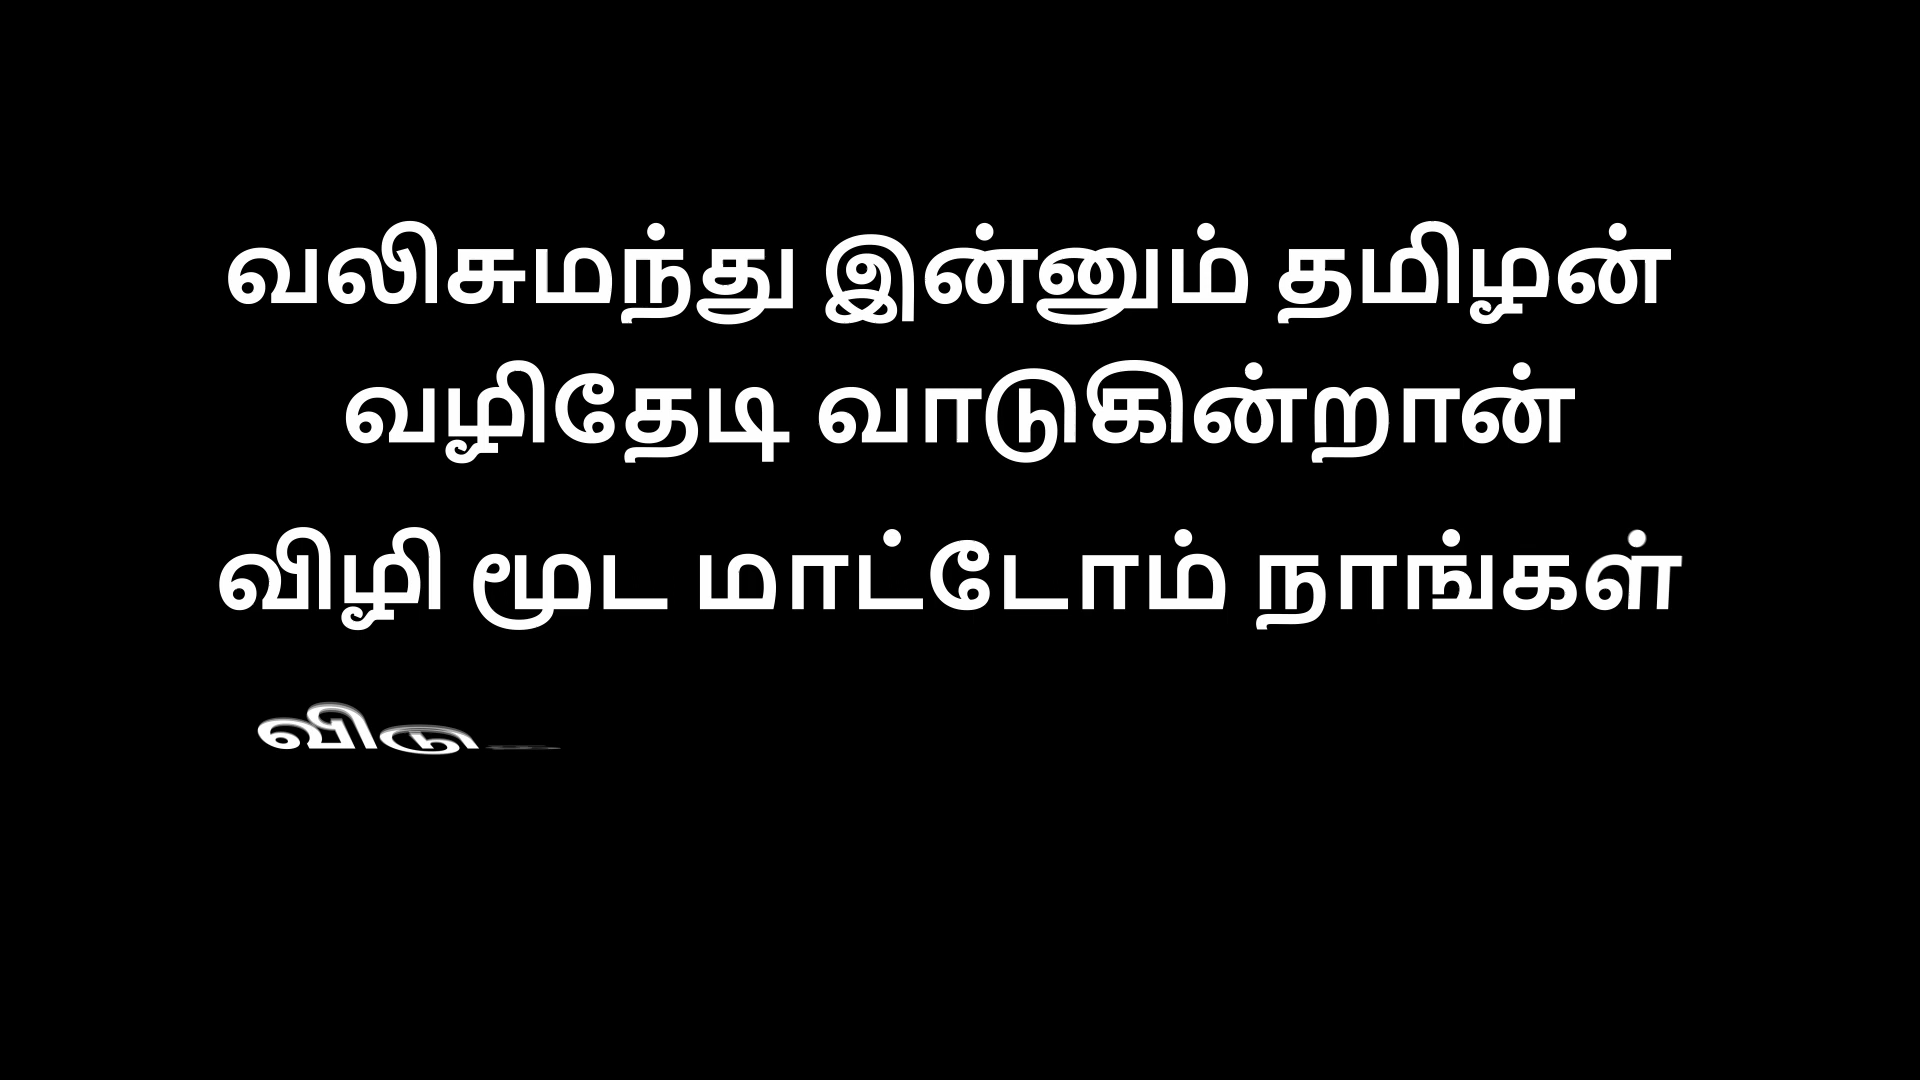 வலிசுமந்து இன்னும் தமிழன்
வழிதேடி வாடுகின்றான்
விழி மூட மாட்டோம் நாங்கள்
விடு